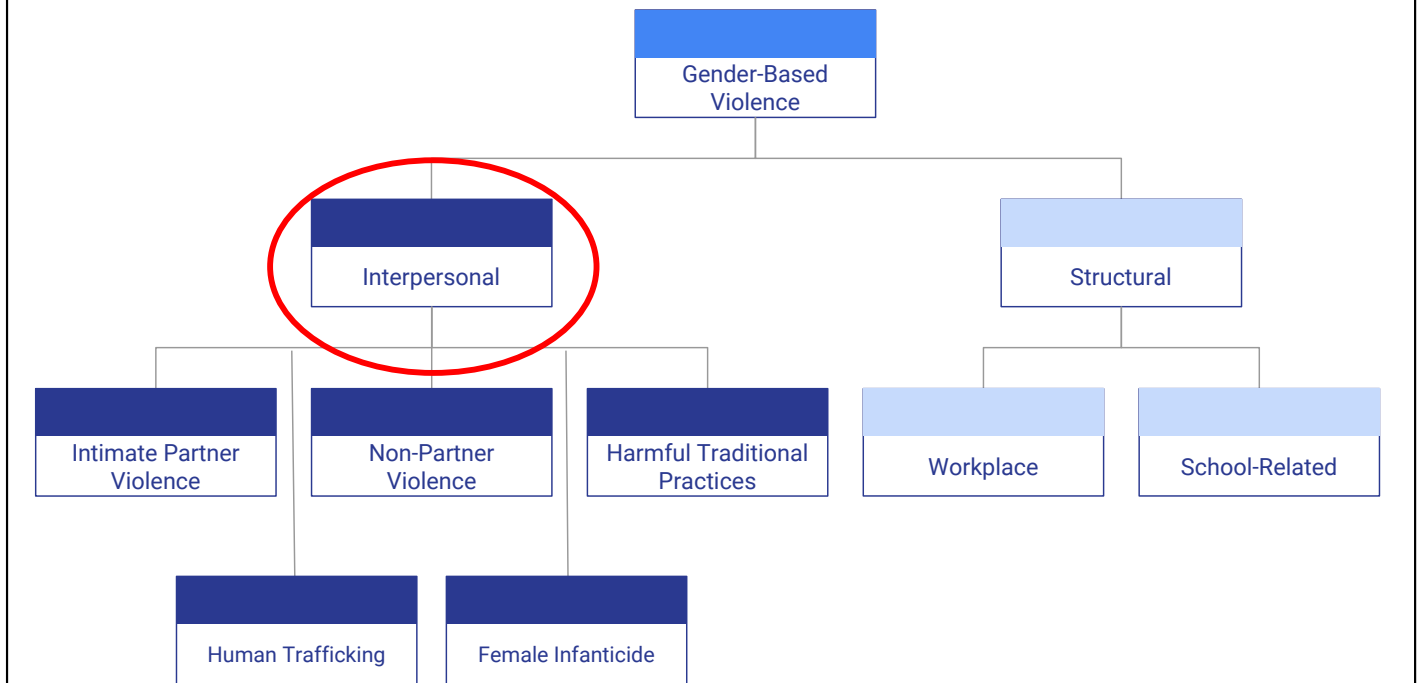 Gender-Based
Violence
Interpersonal
Structural
Intimate Partner
Violence
Non-Partner
Violence
Harmful Traditional
Practices
Workplace
School-Related
Human Trafficking
Female Infanticide